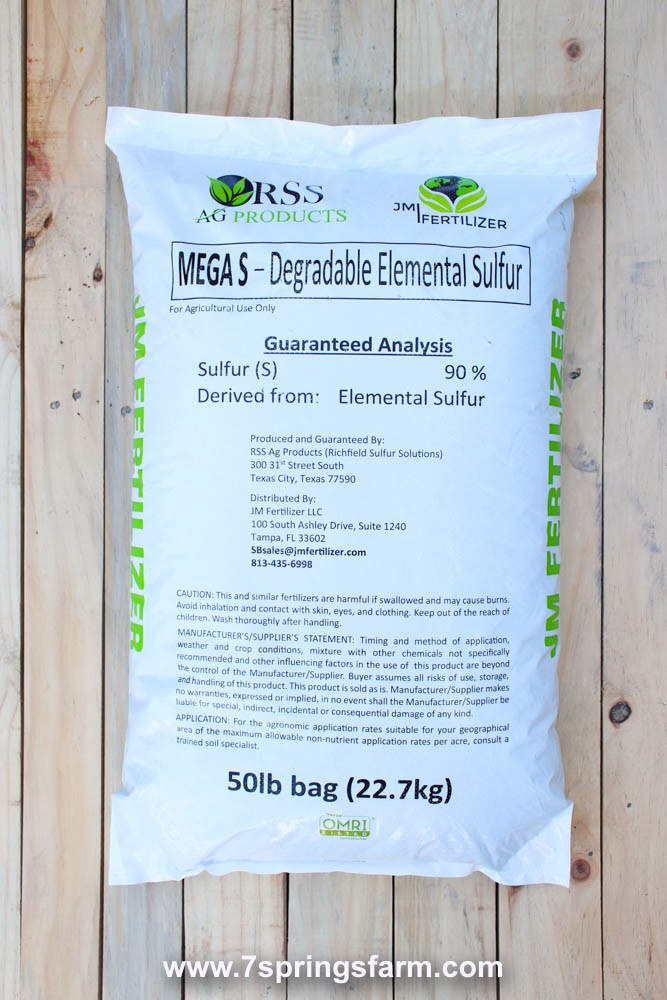 RSS
AG PRODUCTS
JM FERTILIZER
MEGA S – Degradable Elemental Sulfur
For Agricultural Use Only
Guaranteed Analysis
Sulfur (S) 90 %
Derived from: Elemental Sulfur
Produced and Guaranteed By:
RSS Ag Products (Richfield Sulfur Solutions)
300 31st Street South
Texas City, Texas 77590
Distributed By:
JM Fertilizer LLC
100 South Ashley Drive, Suite 1240
Tampa, FL 33602
SBsales@jmfertilizer.com
813-435-6998
CAUTION: This and similar fertilizers are harmful if swallowed and may cause burns.
Avoid inhalation and contact with skin, eyes, and clothing. Keep out of the reach of
children. Wash thoroughly after handling.
MANUFACTURER'S/SUPPLIER'S STATEMENT: Timing and method of application,
weather and crop conditions, mixture with other chemicals not specifically
recommended and other influencing factors in the use of this product are beyond
the control of the Manufacturer/Supplier. Buyer assumes all risks of use, storage,
and handling of this product. This product is sold as is. Manufacturer/Supplier makes
no warranties, expressed or implied, in no event shall the Manufacturer/Supplier be
liable for special, indirect, incidental or consequential damage of any kind.
APPLICATION: For the agronomic application rates suitable for your geographical
area of the maximum allowable non-nutrient application rates per acre, consult a
trained soil specialist.
50lb bag (22.7kg)
OMRI
LISTED
JM FERTILIZER
JM FERTILIZER
www.7springsfarm.com